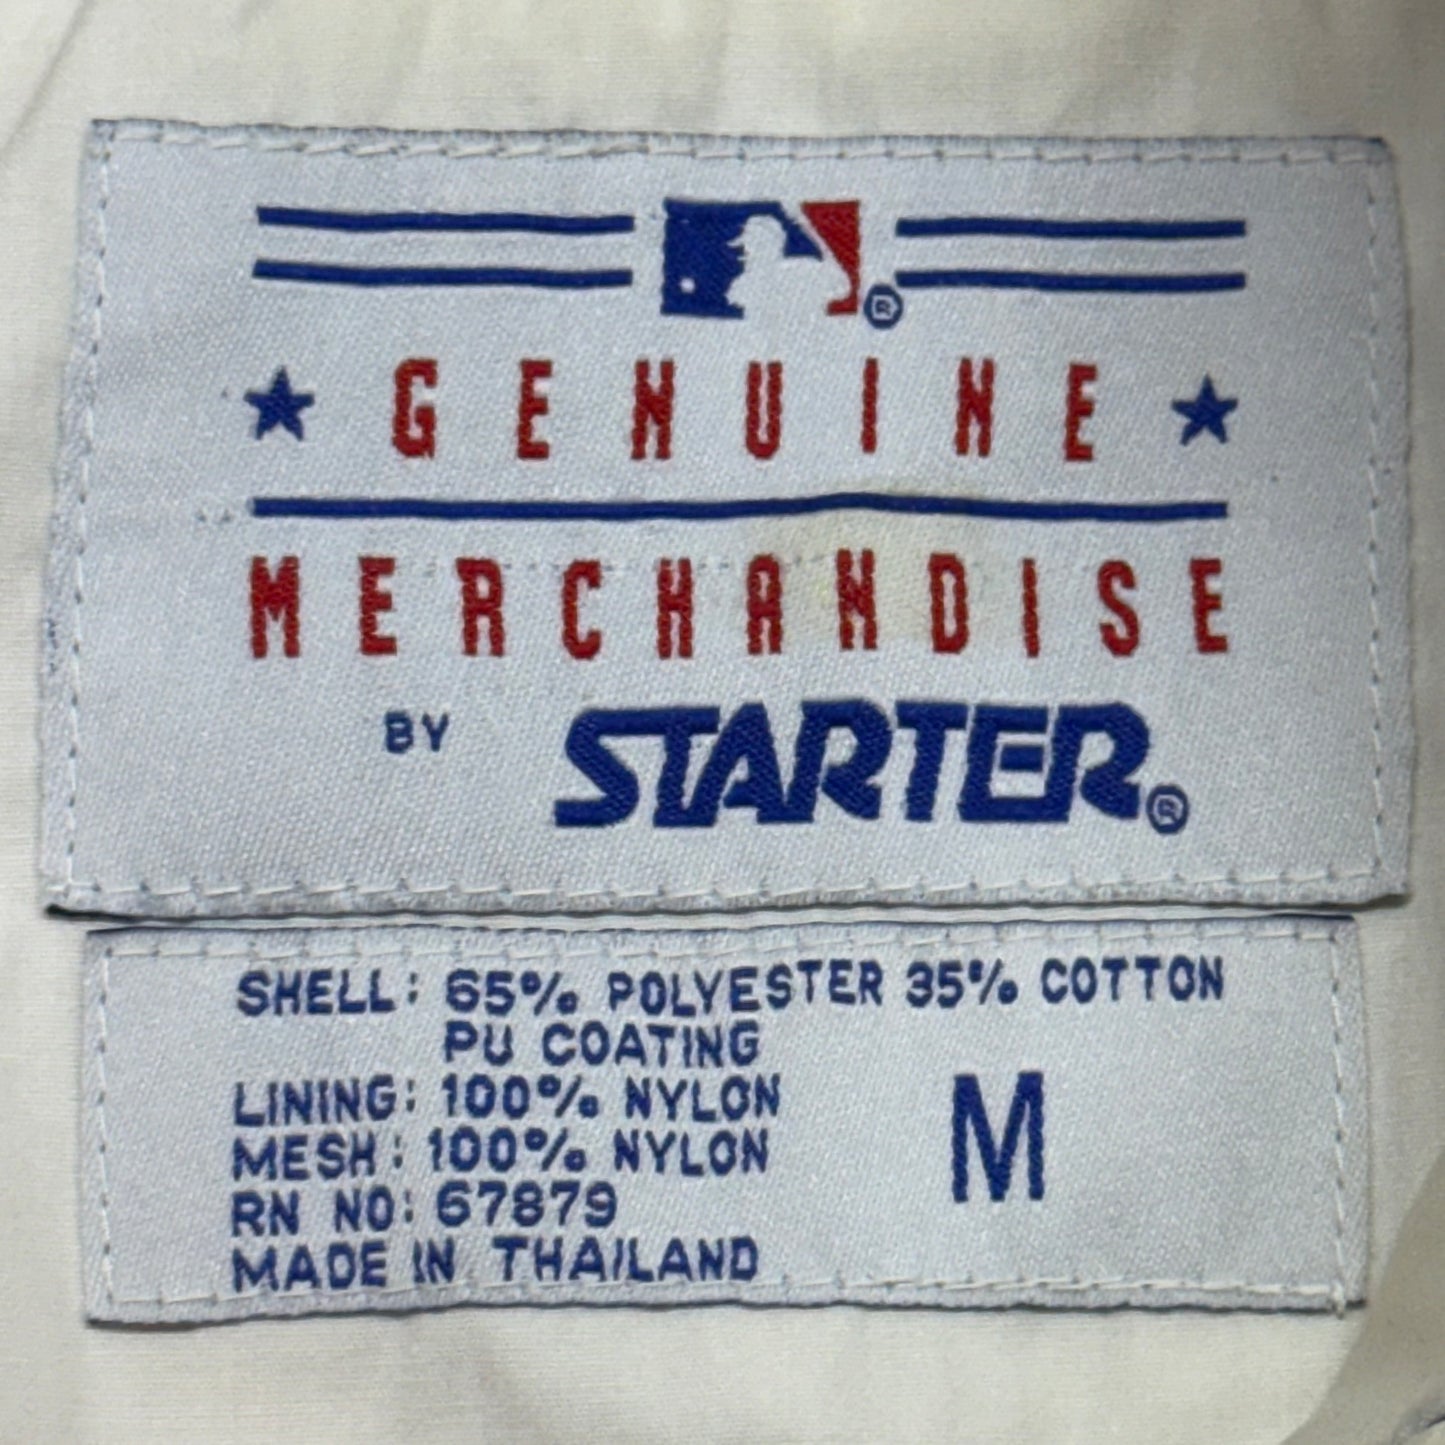 ®
GENUINE
MERCHANDISE
BY STARTER®
SHELL: 65% POLYESTER 35% COTTON
PU COATING
LINING: 100% NYLON
MESH: 100% NYLON
RN NO: 67879
MADE IN THAILAND
M